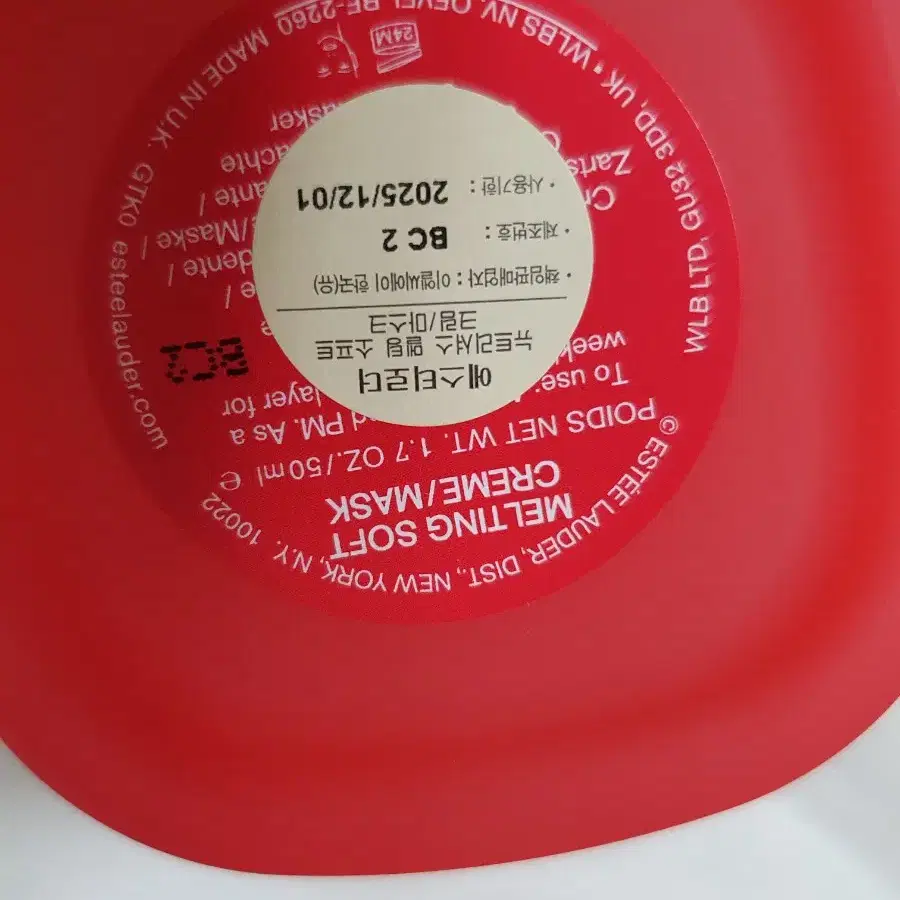 © ESTÉE LAUDER, DIST., NEW YORK, N.Y. 10022
MELTING SOFT
CREME/MASK
POIDS NET WT. 1.7 OZ./50ml ℮
To use: PM. As a
layer for
에스티로더
뉴트리셔스 멜팅 소프트
크림/마스크
• 책임판매업자 : 이엘씨에이 한국(유)
• 제조번호 : BC 2
• 사용기한 : 2025/12/01
/
/
/Maske /
/
24M
BC2
WLB LTD, GU32 3DD, UK • WLBS NV, OEVEL BE-2260 MADE IN U.K. GTK0 esteelauder.com